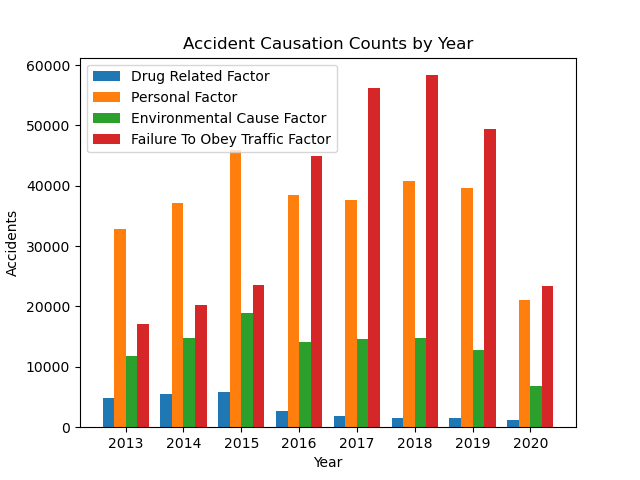 Accident Causation Counts by Year
Drug Related Factor
Personal Factor
Environmental Cause Factor
Failure To Obey Traffic Factor
60000
50000
40000
30000
20000
10000
0
Accidents
2013 2014 2015 2016 2017 2018 2019 2020
Year